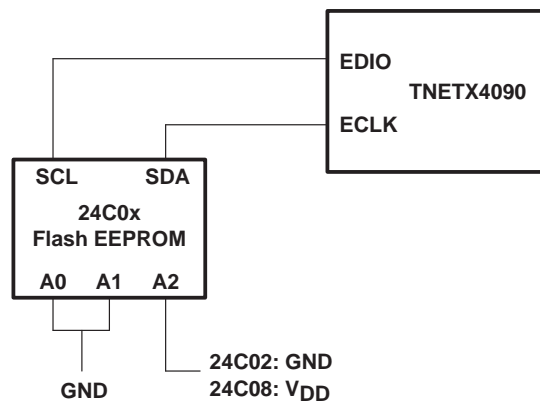 EDIO
TNETX4090
ECLK
SCL SDA
24C0x
Flash EEPROM
A0 A1 A2
24C02: GND
24C08: VDD
GND